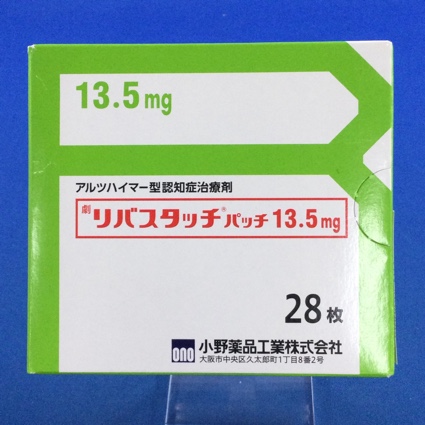 13.5mg
アルツハイマー型認知症治療剤
劇 リバスタッチ®パッチ13.5mg
28枚
ono 小野薬品工業株式会社
大阪市中央区久太郎町1丁目8番2号